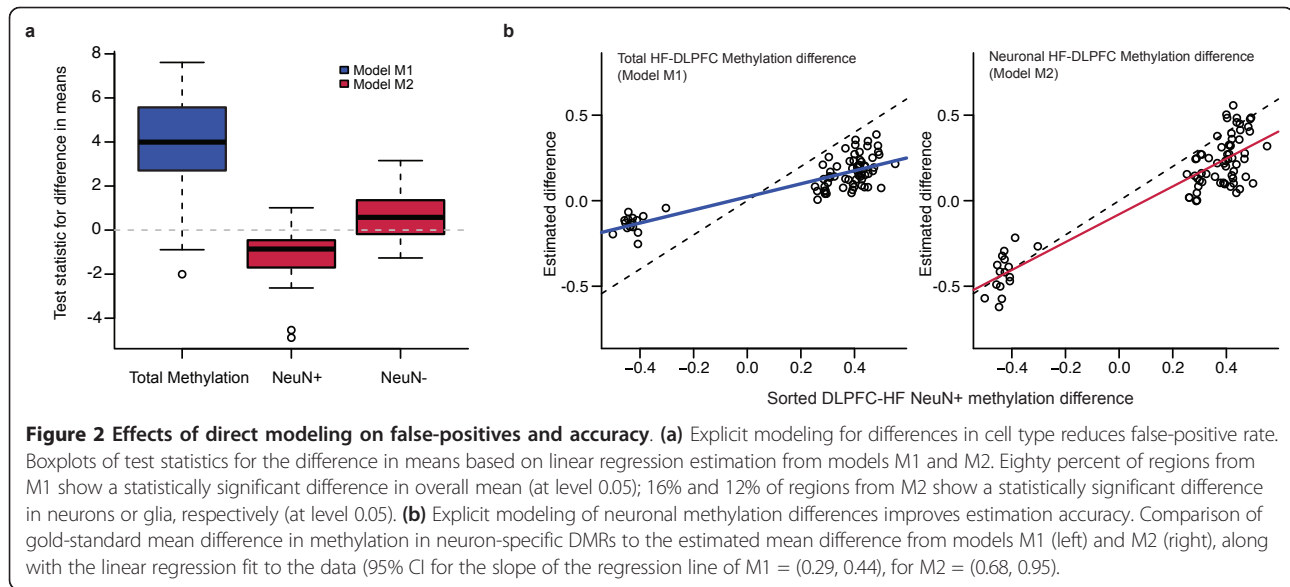 a
b
8
6
4
2
0
-2
-4
Test statistic for difference in means
Model M1
Model M2
Total Methylation
NeuN+
NeuN-
Total HF-DLPFC Methylation difference
(Model M1)
0.5
0.0
-0.5
Estimated difference
−0.4
−0.2
0.0
0.2
0.4
Neuronal HF-DLPFC Methylation difference
(Model M2)
0.5
0.0
-0.5
Estimated difference
−0.4
−0.2
0.0
0.2
0.4
Sorted DLPFC-HF NeuN+ methylation difference
Figure 2 Effects of direct modeling on false-positives and accuracy. (a) Explicit modeling for differences in cell type reduces false-positive rate.
Boxplots of test statistics for the difference in means based on linear regression estimation from models M1 and M2. Eighty percent of regions from
M1 show a statistically significant difference in overall mean (at level 0.05); 16% and 12% of regions from M2 show a statistically significant difference
in neurons or glia, respectively (at level 0.05). (b) Explicit modeling of neuronal methylation differences improves estimation accuracy. Comparison of
gold-standard mean difference in methylation in neuron-specific DMRs to the estimated mean difference from models M1 (left) and M2 (right), along
with the linear regression fit to the data (95% CI for the slope of the regression line of M1 = (0.29, 0.44), for M2 = (0.68, 0.95).